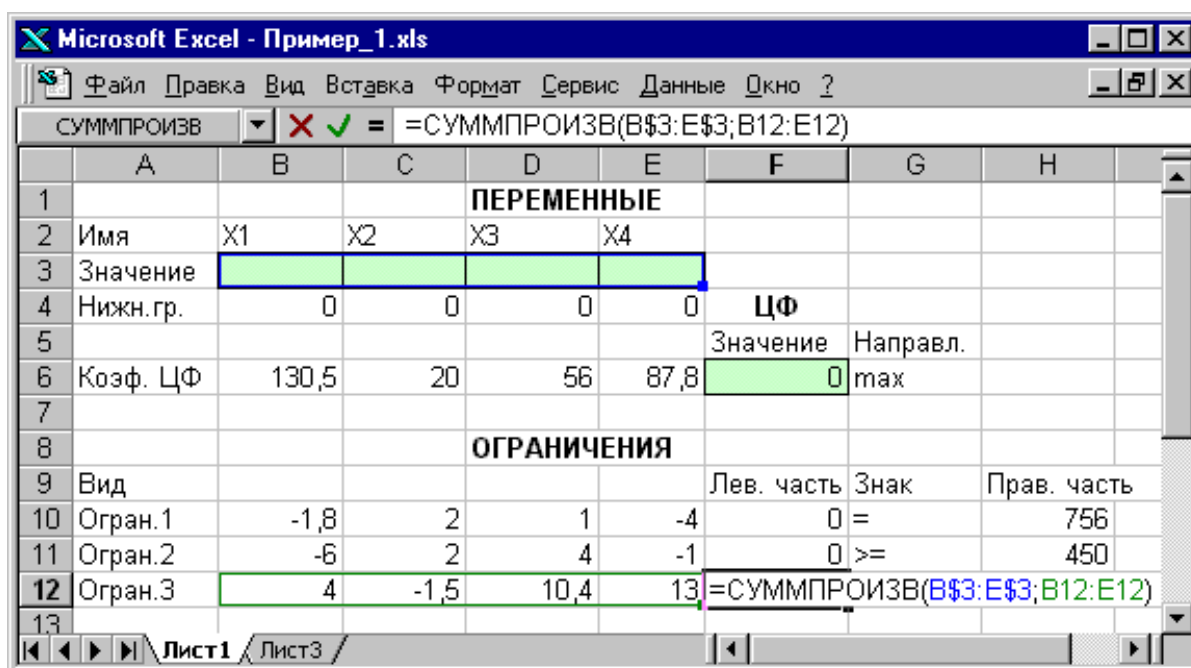 Microsoft Excel - Пример_1.xls
Файл Правка Вид Вставка Формат Сервис Данные Окно ?
СУММПРОИЗВ = =СУММПРОИЗВ(B$3:E$3;B12:E12)
A B C D E F G H
1 ПЕРЕМЕННЫЕ
2 Имя X1 X2 X3 X4
3 Значение
4 Нижн.гр. 0 0 0 0 ЦФ
5 Значение Направл.
6 Коэф. ЦФ 130,5 20 56 87,8 0 max
7
8 ОГРАНИЧЕНИЯ
9 Вид Лев. часть Знак Прав. часть
10 Огран.1 -1,8 2 1 -4 0 = 756
11 Огран.2 -6 2 4 -1 0 >= 450
12 Огран.3 4 -1,5 10,4 13 =СУММПРОИЗВ(B$3:E$3;B12:E12)
13
Лист1 Лист3